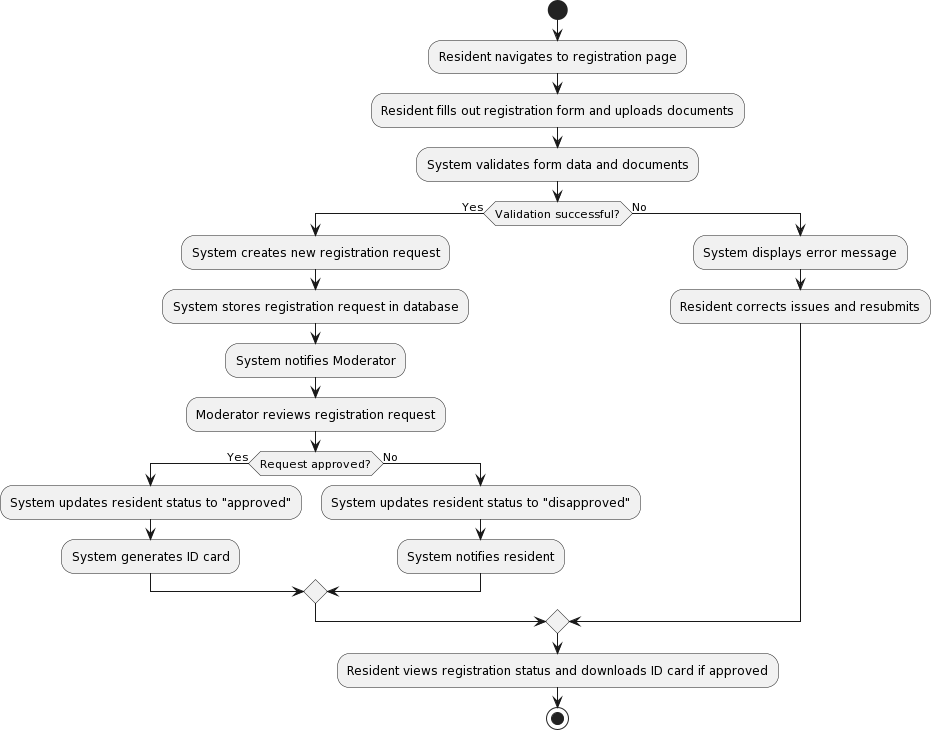 Resident navigates to registration page
Resident fills out registration form and uploads documents
System validates form data and documents
Yes
Validation successful?
No
System creates new registration request
System displays error message
System stores registration request in database
Resident corrects issues and resubmits
System notifies Moderator
Moderator reviews registration request
Yes
Request approved?
No
System updates resident status to "approved"
System updates resident status to "disapproved"
System generates ID card
System notifies resident
Resident views registration status and downloads ID card if approved